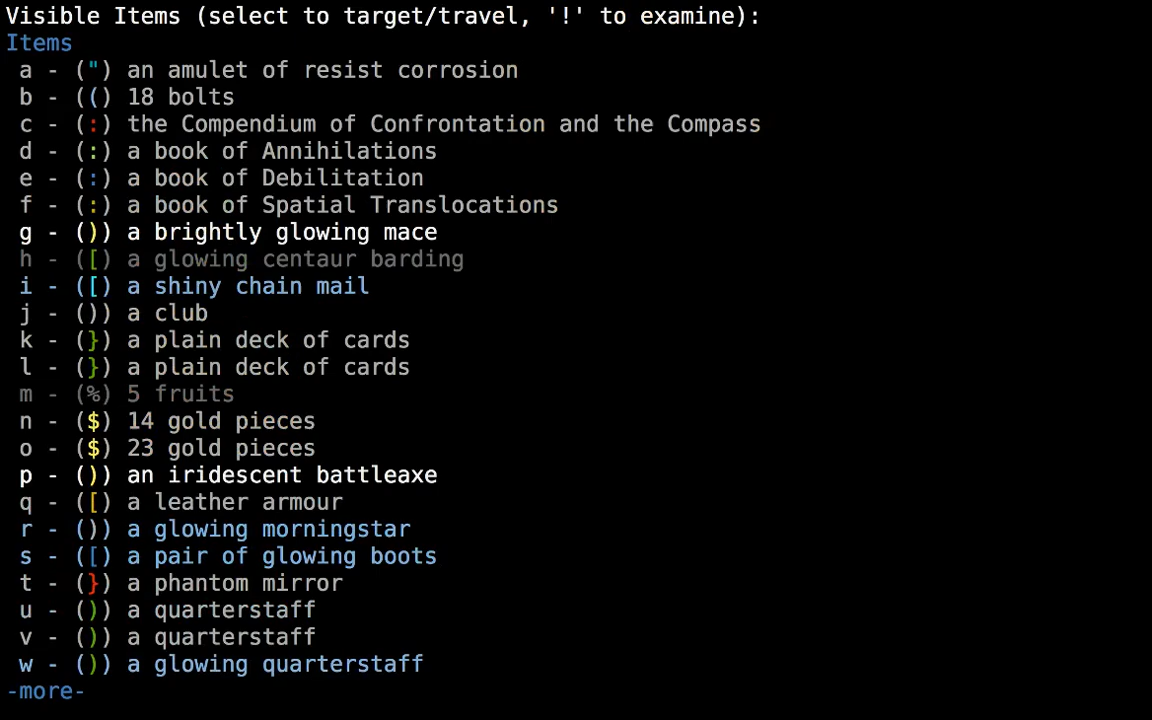 Visible Items (select to target/travel, '!' to examine):
Items
a - (") an amulet of resist corrosion
b - (() 18 bolts
c - (:) the Compendium of Confrontation and the Compass
d - (:) a book of Annihilations
e - (:) a book of Debilitation
f - (:) a book of Spatial Translocations
g - ()) a brightly glowing mace
h - ([) a glowing centaur barding
i - ([) a shiny chain mail
j - ()) a club
k - (}) a plain deck of cards
l - (}) a plain deck of cards
m - (%) 5 fruits
n - ($) 14 gold pieces
o - ($) 23 gold pieces
p - ()) an iridescent battleaxe
q - ([) a leather armour
r - ()) a glowing morningstar
s - ([) a pair of glowing boots
t - (}) a phantom mirror
u - ()) a quarterstaff
v - ()) a quarterstaff
w - ()) a glowing quarterstaff
-more-